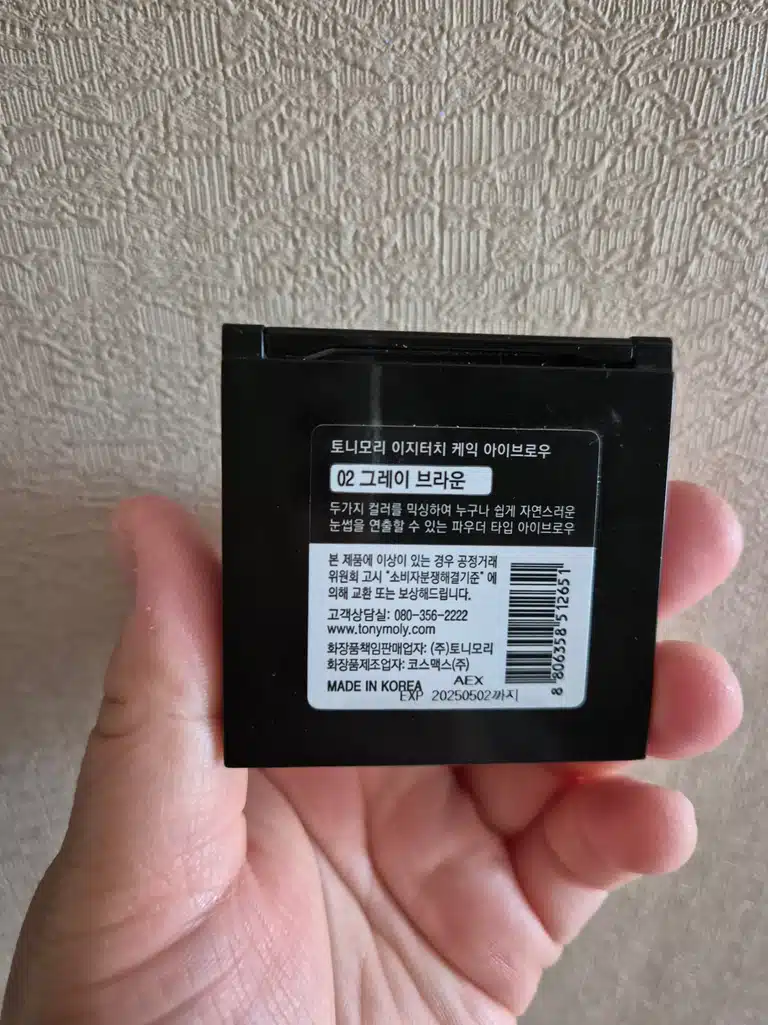 토니모리 이지터치 케익 아이브로우
02 그레이 브라운
두가지 컬러를 믹싱하여 누구나 쉽게 자연스러운
눈썹을 연출할 수 있는 파우더 타입 아이브로우
본 제품에 이상이 있는 경우 공정거래
위원회 고시 "소비자분쟁해결기준" 에
의해 교환 또는 보상해드립니다.
고객상담실: 080-356-2222
www.tonymoly.com
화장품책임판매업자: (주)토니모리
화장품제조업자: 코스맥스(주)
MADE IN KOREA
AEX
EXP 20250502까지
8 806358 512651